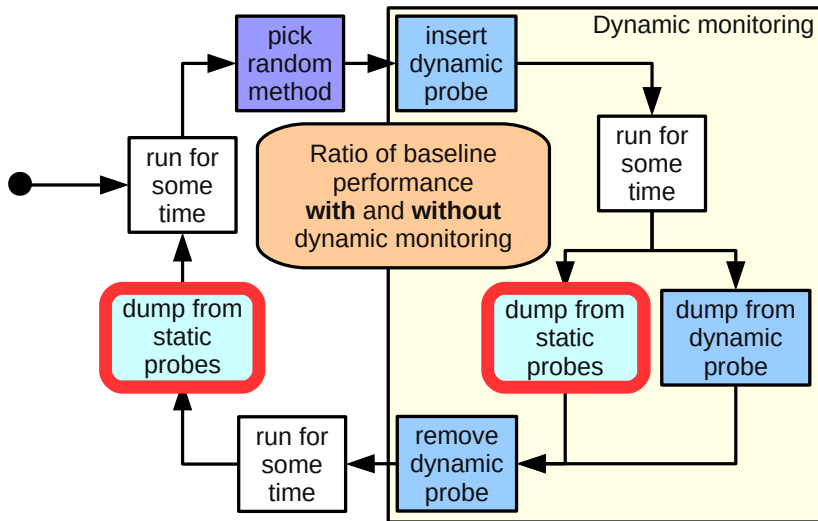 Dynamic monitoring
pick
random
method
insert
dynamic
probe
run for
some
time
run for
some
time
Ratio of baseline
performance
with and without
dynamic monitoring
dump from
static
probes
dump from
static
probes
dump from
dynamic
probe
run for
some
time
remove
dynamic
probe